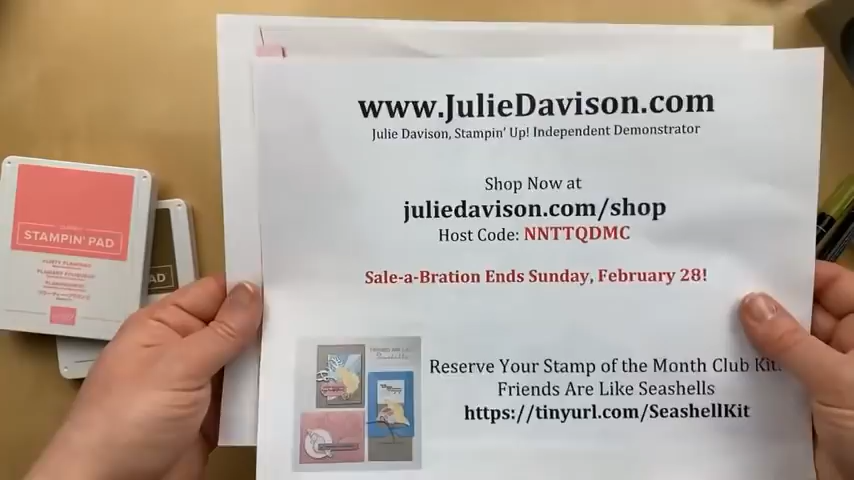 www.JulieDavison.com
Julie Davison, Stampin' Up! Independent Demonstrator
Shop Now at
juliedavison.com/shop
Host Code: NNTTQDMC
Sale-a-Bration Ends Sunday, February 28!
Reserve Your Stamp of the Month Club Kit.
Friends Are Like Seashells
https://tinyurl.com/SeashellKit
STAMPIN' PAD
AD